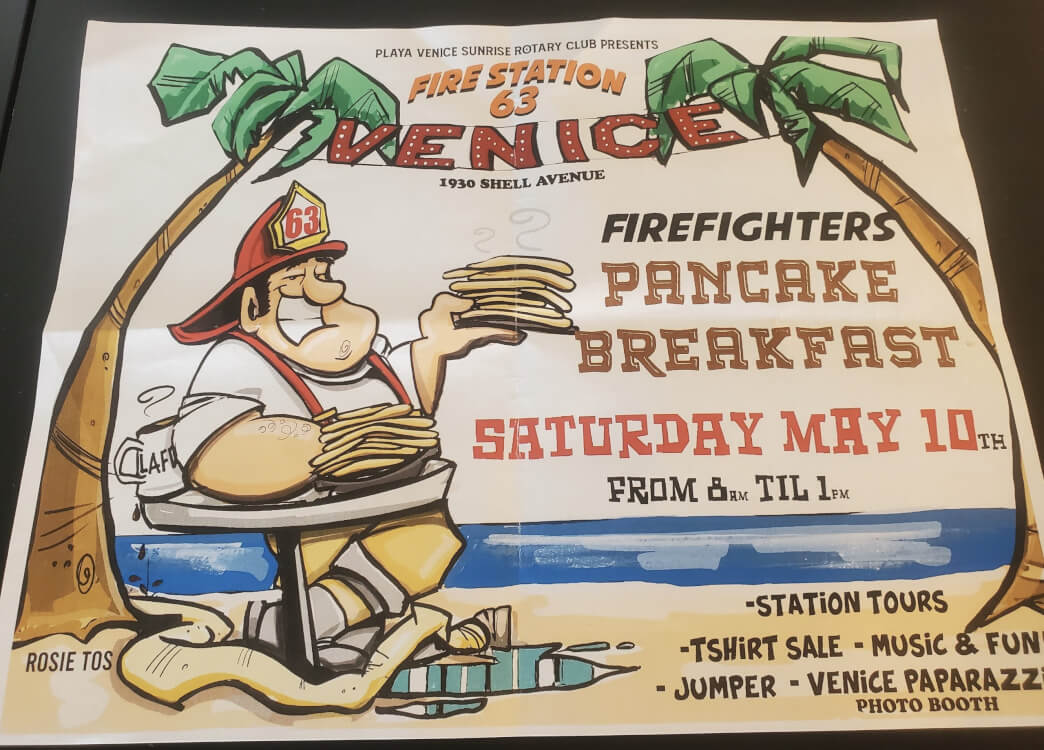 PLAYA VENICE SUNRISE ROTARY CLUB PRESENTS
FIRE STATION
63
VENICE
1930 SHELL AVENUE
63
FIREFIGHTERS
PANCAKE
BREAKFAST
SATURDAY MAY 10TH
FROM 8AM TIL 1PM
LAFD
-STATION TOURS
-TSHIRT SALE - MUSIC & FUN
- JUMPER - VENICE PAPARAZZI
PHOTO BOOTH
ROSIE TOS